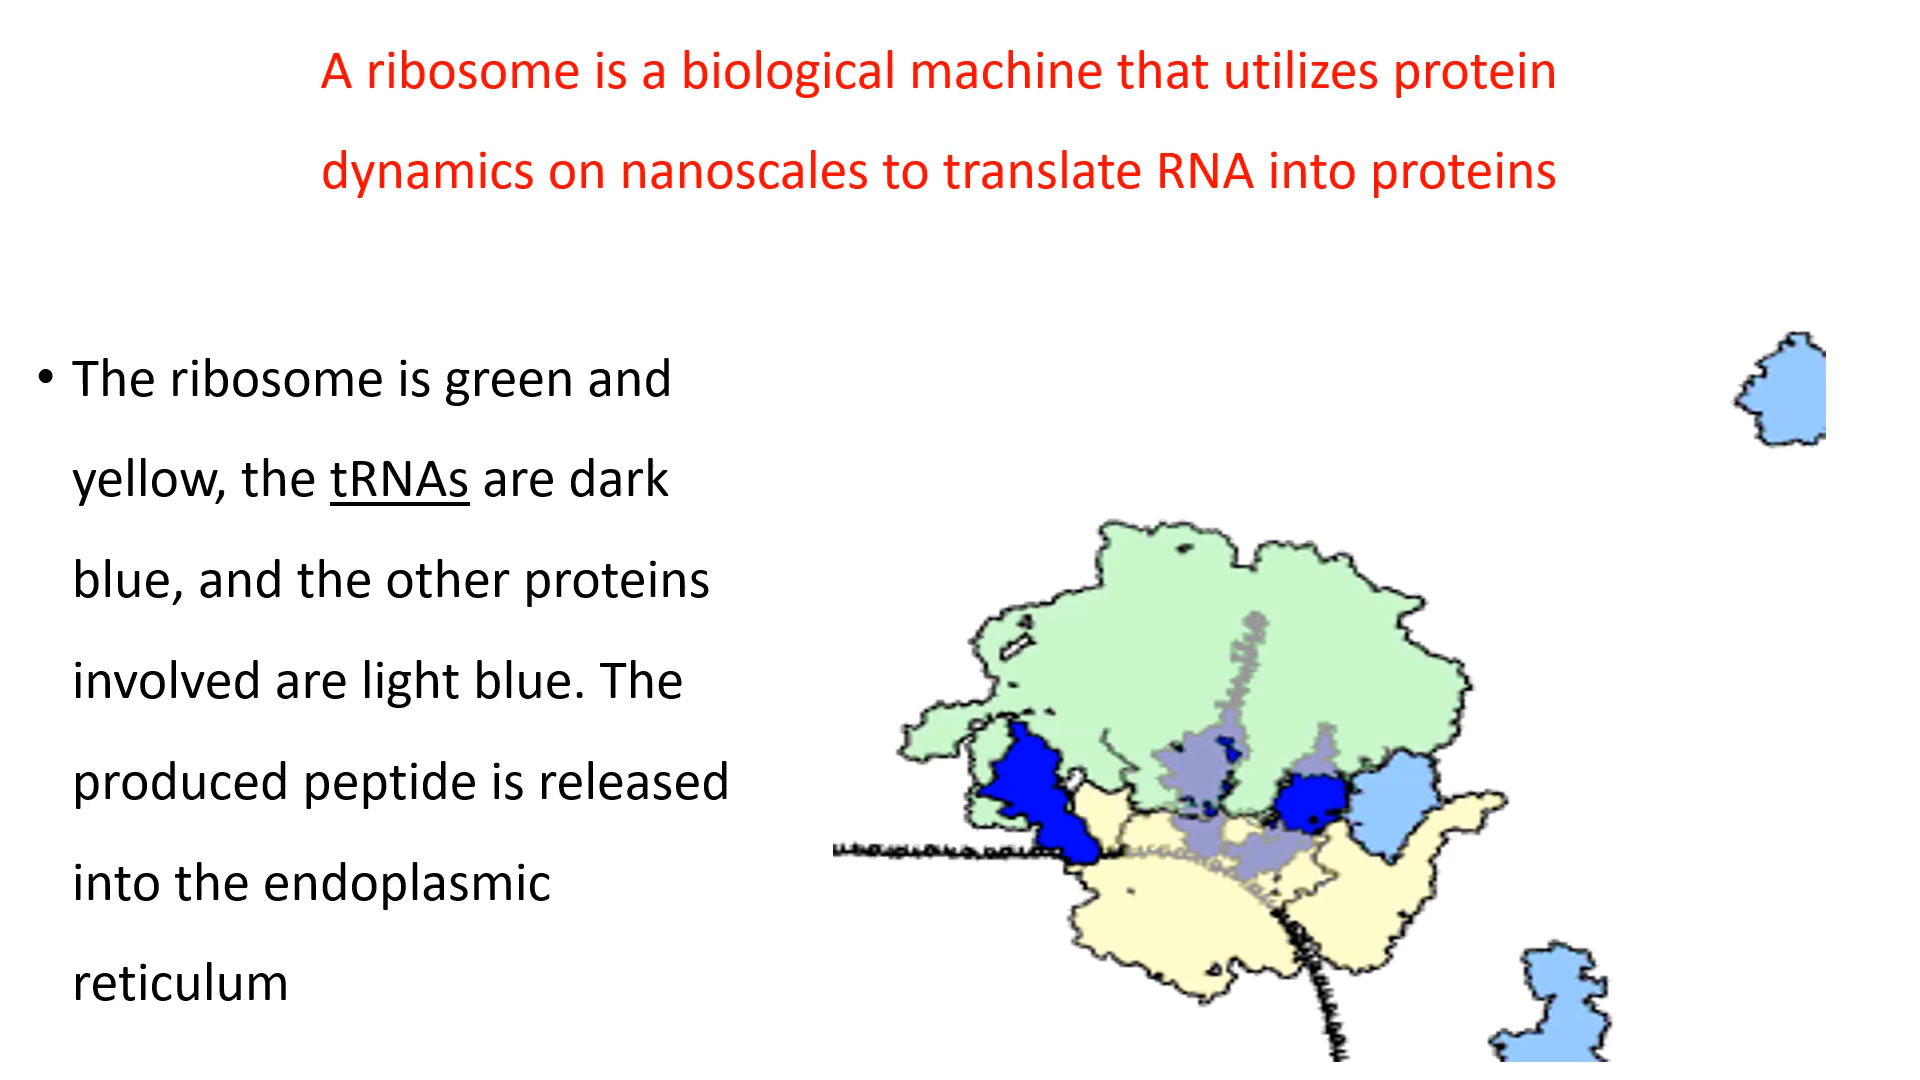 A ribosome is a biological machine that utilizes protein
dynamics on nanoscales to translate RNA into proteins
• The ribosome is green and
yellow, the tRNAs are dark
blue, and the other proteins
involved are light blue. The
produced peptide is released
into the endoplasmic
reticulum